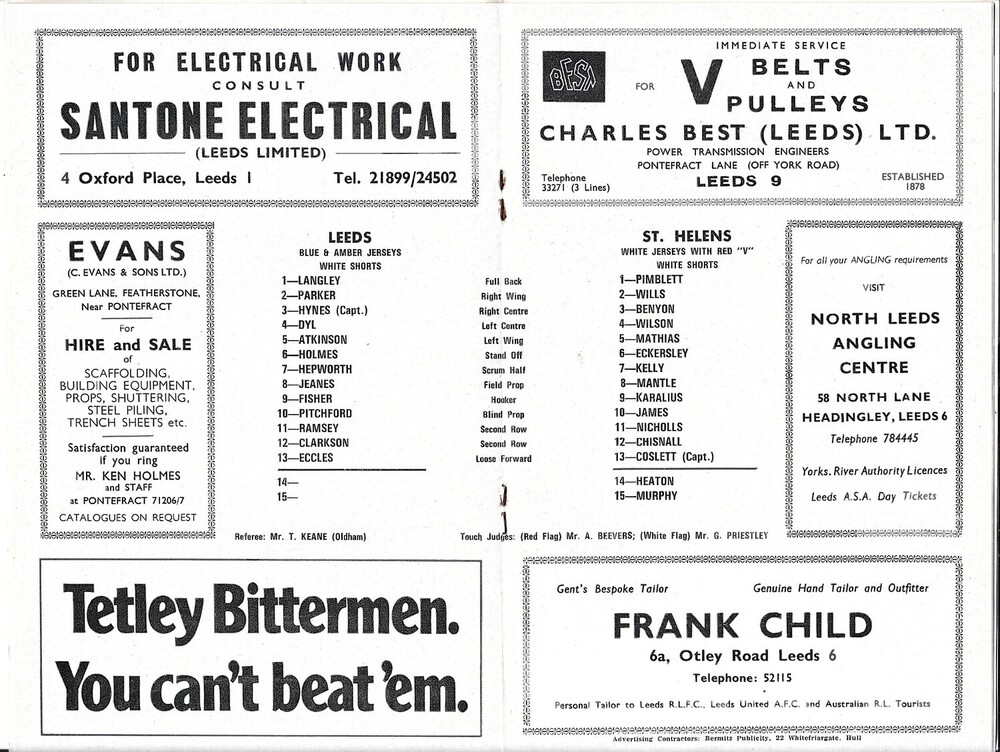 FOR ELECTRICAL WORK
CONSULT
SANTONE ELECTRICAL
(LEEDS LIMITED)
4 Oxford Place, Leeds 1 Tel. 21899/24502
BFSA
IMMEDIATE SERVICE
FOR V BELTS
AND
PULLEYS
CHARLES BEST (LEEDS) LTD.
POWER TRANSMISSION ENGINEERS
PONTEFRACT LANE (OFF YORK ROAD)
Telephone
33271 (3 Lines)
LEEDS 9
ESTABLISHED
1878
EVANS
(C. EVANS & SONS LTD.)
GREEN LANE, FEATHERSTONE,
Near PONTEFRACT
For
HIRE and SALE
of
SCAFFOLDING,
BUILDING EQUIPMENT,
PROPS, SHUTTERING,
STEEL PILING,
TRENCH SHEETS etc.
Satisfaction guaranteed
if you ring
MR. KEN HOLMES
and STAFF
at PONTEFRACT 71206/7
CATALOGUES ON REQUEST
LEEDS
BLUE & AMBER JERSEYS
WHITE SHORTS
1—LANGLEY
2—PARKER
3—HYNES (Capt.)
4—DYL
5—ATKINSON
6—HOLMES
7—HEPWORTH
8—JEANES
9—FISHER
10—PITCHFORD
11—RAMSEY
12—CLARKSON
13—ECCLES
14—
15—
Full Back
Right Wing
Right Centre
Left Centre
Left Wing
Stand Off
Scrum Half
Field Prop
Hooker
Blind Prop
Second Row
Second Row
Loose Forward
ST. HELENS
WHITE JERSEYS WITH RED "V"
WHITE SHORTS
1—PIMBLETT
2—WILLS
3—BENYON
4—WILSON
5—MATHIAS
6—ECKERSLEY
7—KELLY
8—MANTLE
9—KARALIUS
10—JAMES
11—NICHOLLS
12—CHISNALL
13—COSLETT (Capt.)
14—HEATON
15—MURPHY
Referee: Mr. T. KEANE (Oldham) Touch Judges: (Red Flag) Mr. A. BEEVERS; (White Flag) Mr. G. PRIESTLEY
For all your ANGLING requirements
VISIT
NORTH LEEDS
ANGLING
CENTRE
58 NORTH LANE
HEADINGLEY, LEEDS 6
Telephone 784445
Yorks. River Authority Licences
Leeds A.S.A. Day Tickets
Tetley Bittermen.
You can't beat 'em.
Gent's Bespoke Tailor Genuine Hand Tailor and Outfitter
FRANK CHILD
6a, Otley Road Leeds 6
Telephone: 52115
Personal Tailor to Leeds R.L.F.C., Leeds United A.F.C. and Australian R.L. Tourists
Advertising Contractors: Bermitz Publicity, 22 Whitefriargate, Hull